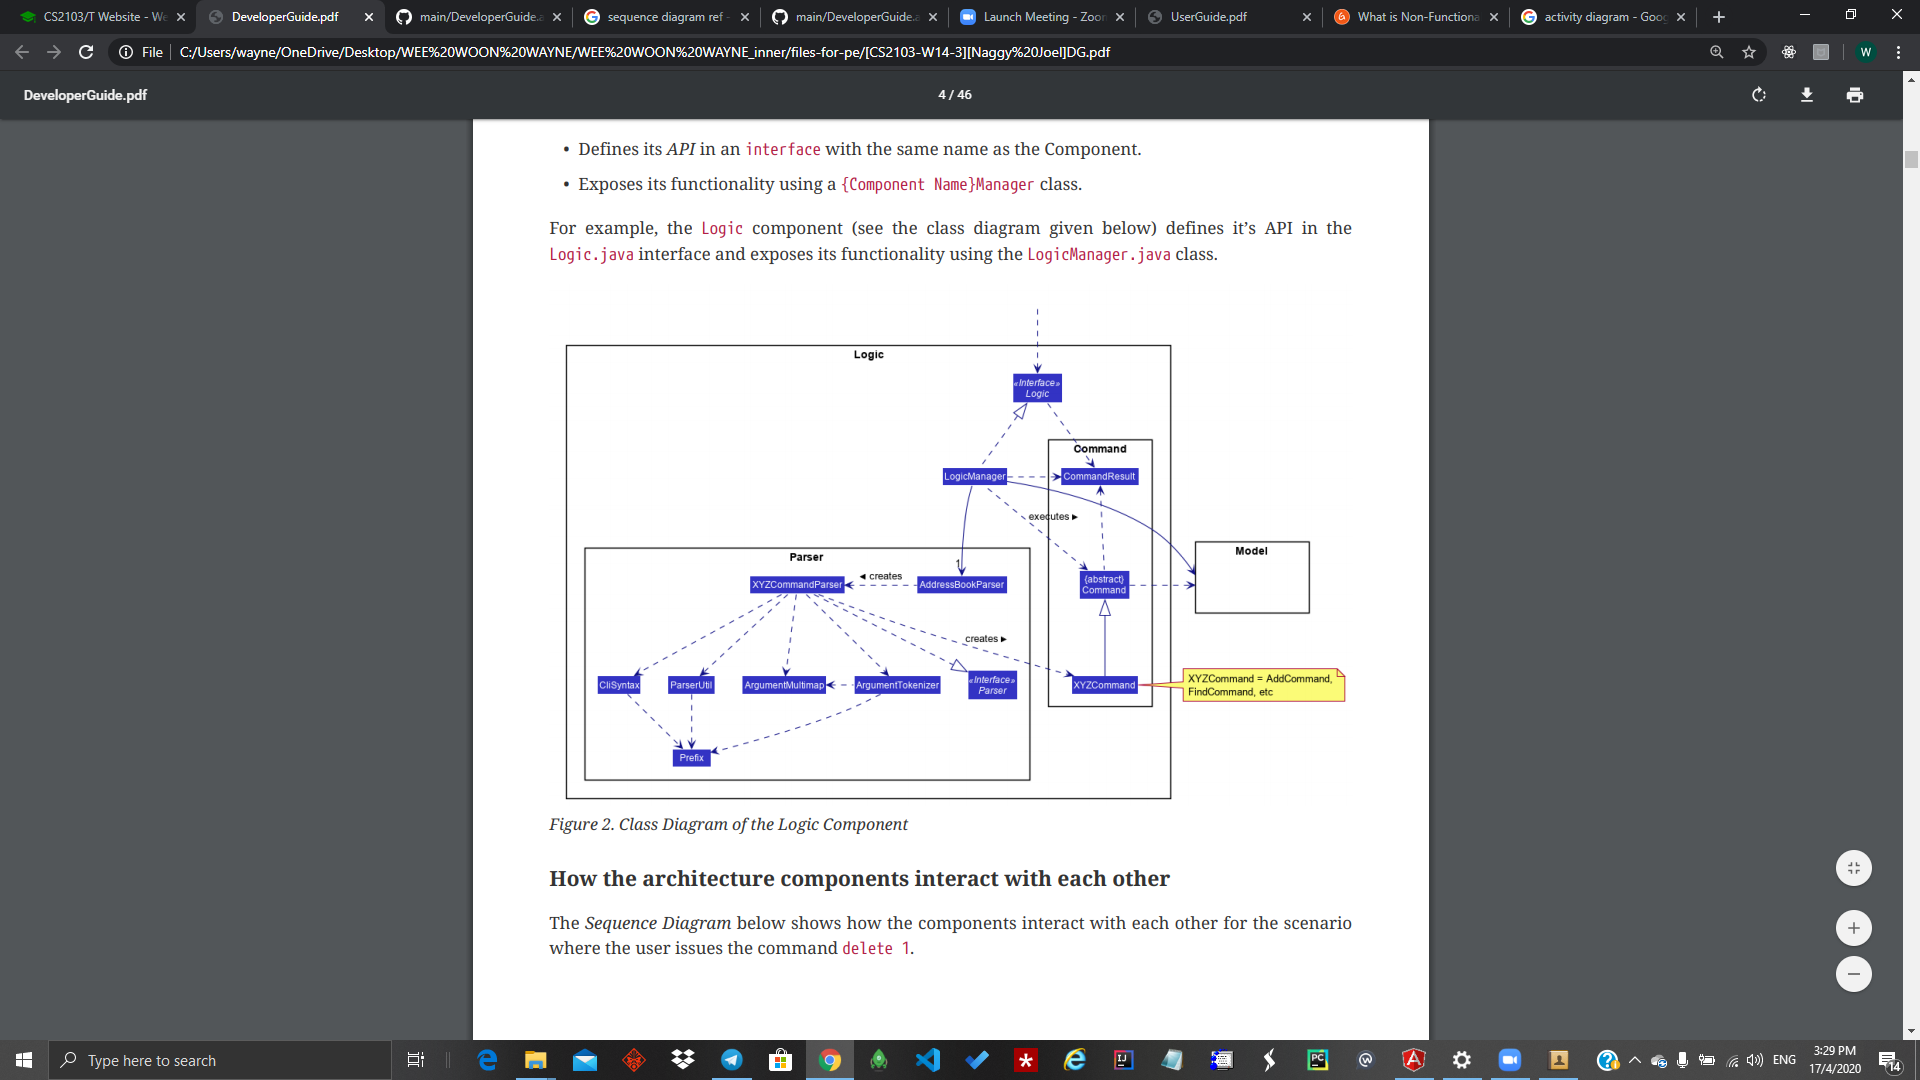 CS2103/T Website - We
DeveloperGuide.pdf
main/DeveloperGuide.a
sequence diagram ref -
main/DeveloperGuide.a
Launch Meeting - Zoom
UserGuide.pdf
What is Non-Functiona
activity diagram - Goog
File
C:/Users/wayne/OneDrive/Desktop/WEE%20WOON%20WAYNE/WEE%20WOON%20WAYNE_inner/files-for-pe/[CS2103-W14-3][Naggy%20Joel]DG.pdf
W
DeveloperGuide.pdf
4 / 46
• Defines its API in an interface with the same name as the Component.
• Exposes its functionality using a {Component Name}Manager class.
For example, the Logic component (see the class diagram given below) defines it's API in the
Logic.java interface and exposes its functionality using the LogicManager.java class.
Logic
«Interface»
Logic
Command
LogicManager
CommandResult
executes ►
Model
Parser
1
{abstract}
Command
XYZCommandParser
◄ creates
AddressBookParser
creates ►
CliSyntax
ParserUtil
ArgumentMultimap
ArgumentTokenizer
«Interface»
Parser
XYZCommand
XYZCommand = AddCommand,
FindCommand, etc
Prefix
Figure 2. Class Diagram of the Logic Component
How the architecture components interact with each other
The Sequence Diagram below shows how the components interact with each other for the scenario
where the user issues the command delete 1.
Type here to search
ENG
3:29 PM
17/4/2020
14